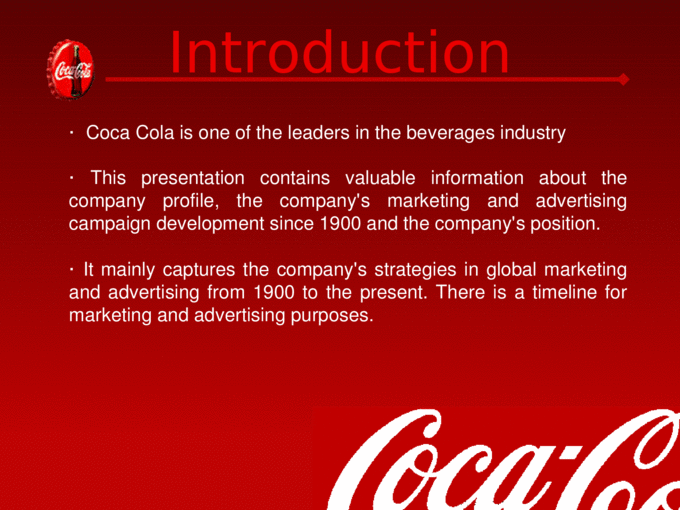 Introduction
Coca-Cola
· Coca Cola is one of the leaders in the beverages industry
· This presentation contains valuable information about the
company profile, the company's marketing and advertising
campaign development since 1900 and the company's position.
· It mainly captures the company's strategies in global marketing
and advertising from 1900 to the present. There is a timeline for
marketing and advertising purposes.
Coca-Co